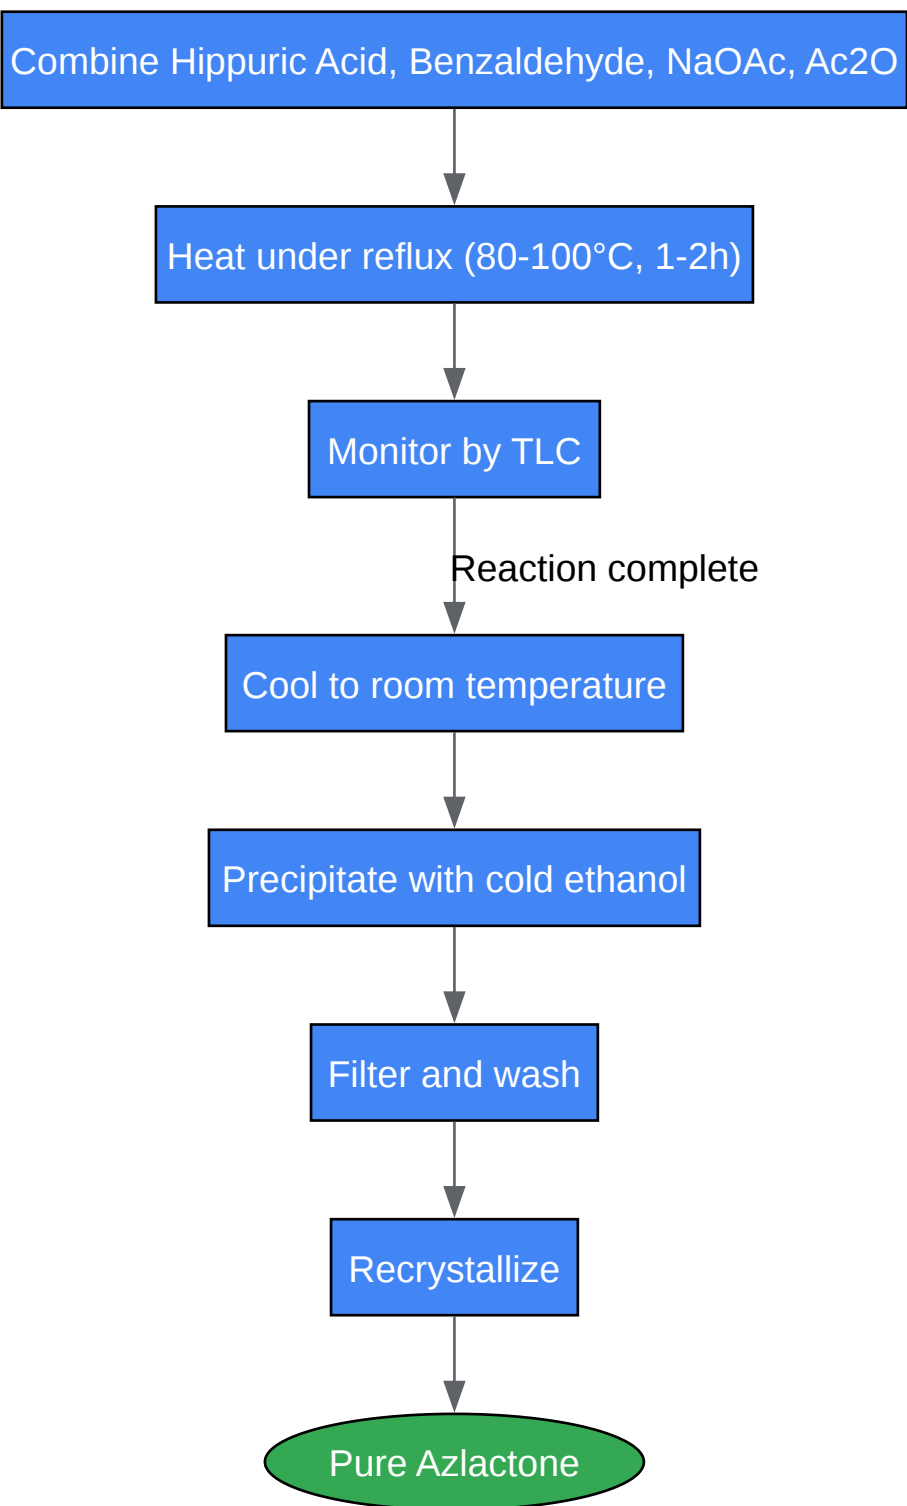 Combine Hippuric Acid, Benzaldehyde, NaOAc, Ac2O
Heat under reflux (80-100°C, 1-2h)
Monitor by TLC
Reaction complete
Cool to room temperature
Precipitate with cold ethanol
Filter and wash
Recrystallize
Pure Azlactone